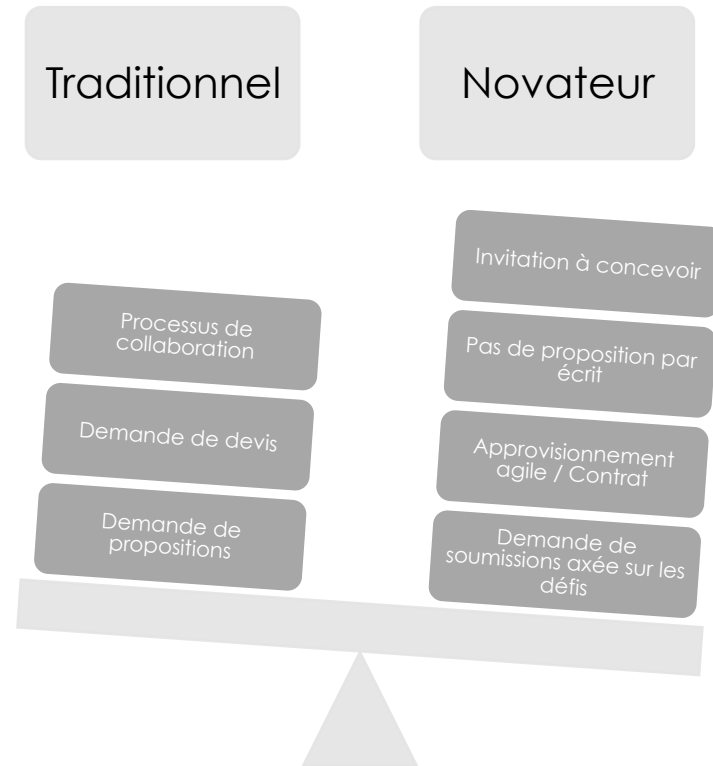 Traditionnel
Novateur
Processus de
collaboration
Demande de devis
Demande de
propositions
Invitation à concevoir
Pas de proposition par
écrit
Approvisionnement
agile / Contrat
Demande de
soumissions axée sur les
défis